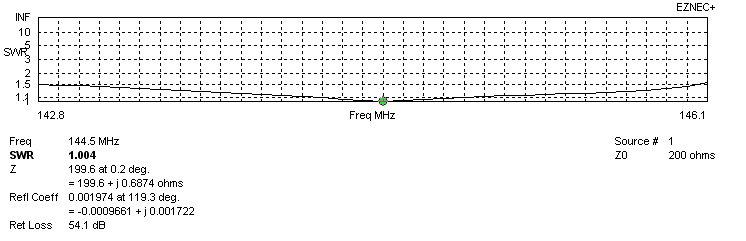 EZNEC+
INF
10
5
SWR
3
2
1.5
1.1
142.8 Freq MHz 146.1
Freq 144.5 MHz Source # 1
SWR 1.004 Z0 200 ohms
Z 199.6 at 0.2 deg.
= 199.6 + j 0.6874 ohms
Refl Coeff 0.001974 at 119.3 deg.
= -0.0009661 + j 0.001722
Ret Loss 54.1 dB